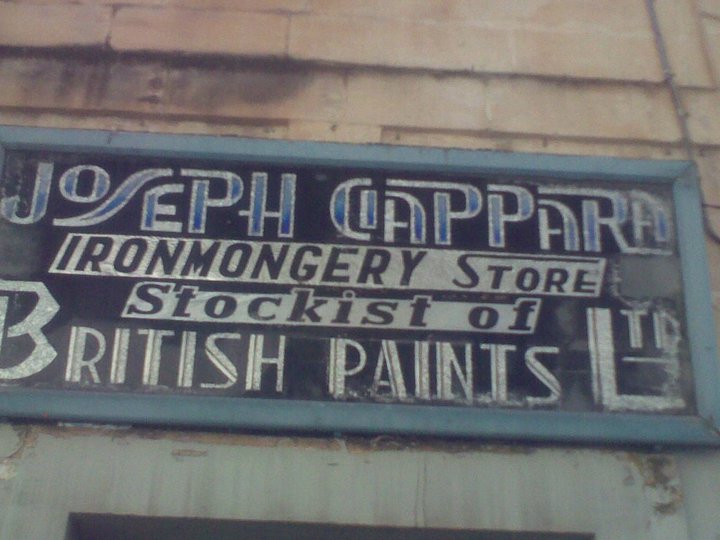 JOSEPH CIAPPARA
IRONMONGERY STORE
Stockist of
BRITISH PAINTS LTD